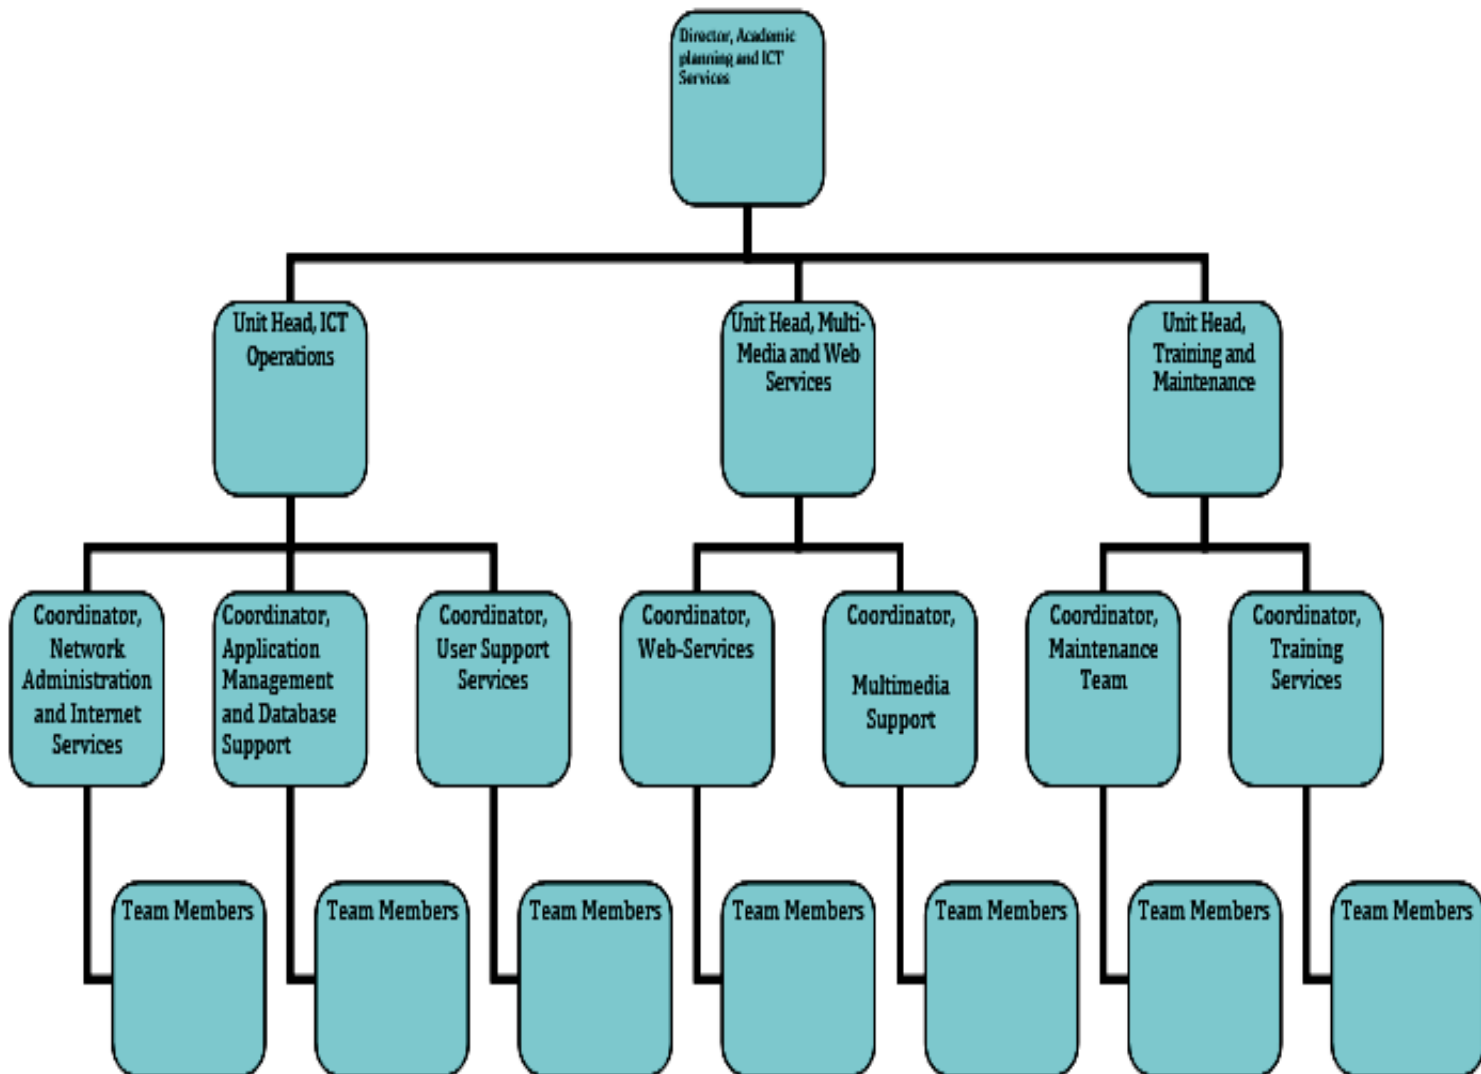 Director, Academic
planning and ICT
Services
Unit Head, ICT
Operations
Unit Head, Multi-
Media and Web
Services
Unit Head,
Training and
Maintenance
Coordinator,
Network
Administration
and Internet
Services
Coordinator,
Application
Management
and Database
Support
Coordinator,
User Support
Services
Coordinator,
Web-Services
Coordinator,
Multimedia
Support
Coordinator,
Maintenance
Team
Coordinator,
Training
Services
Team Members
Team Members
Team Members
Team Members
Team Members
Team Members
Team Members